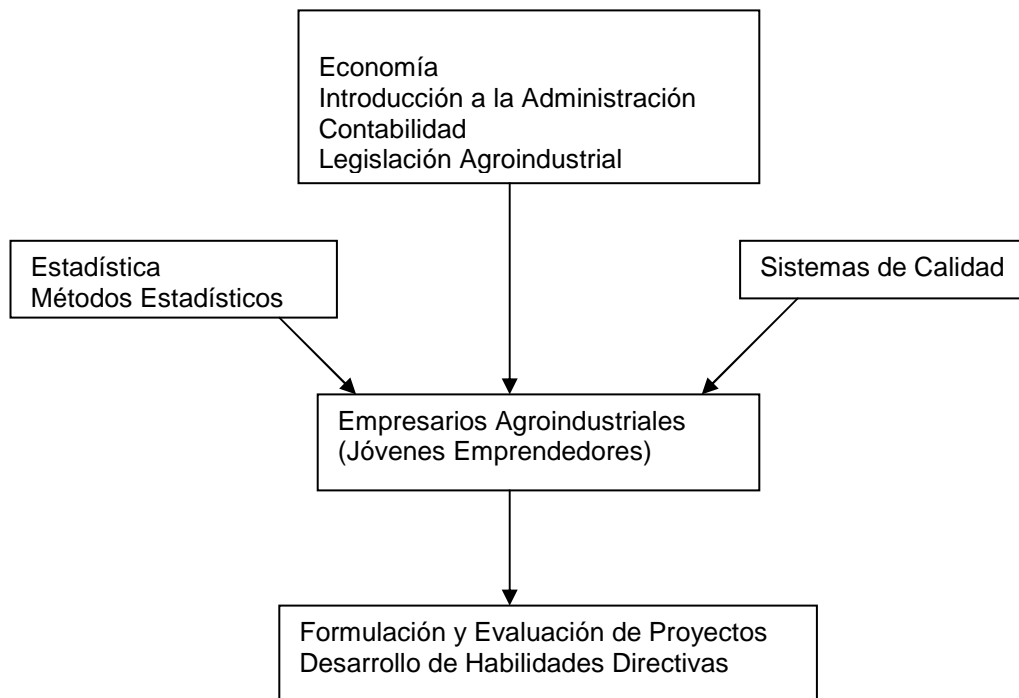 Economía
Introducción a la Administración
Contabilidad
Legislación Agroindustrial
Estadística
Métodos Estadísticos
Sistemas de Calidad
Empresarios Agroindustriales
(Jóvenes Emprendedores)
Formulación y Evaluación de Proyectos
Desarrollo de Habilidades Directivas